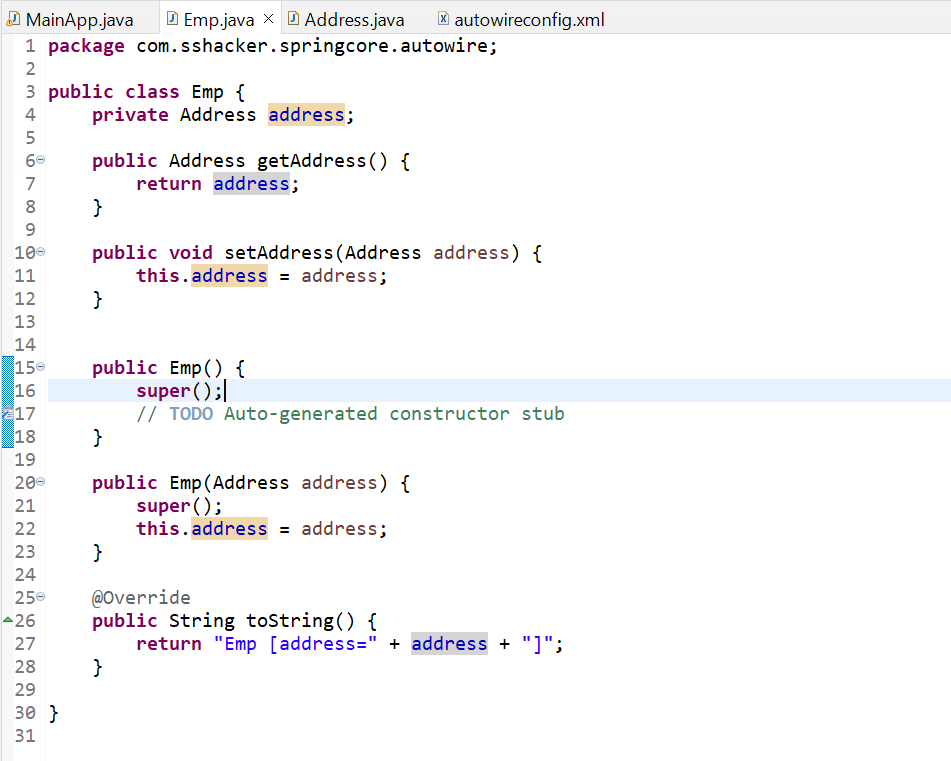 MainApp.java Emp.java Address.java autowireconfig.xml
1 package com.sshacker.springcore.autowire;
2
3 public class Emp {
4     private Address address;
5
6     public Address getAddress() {
7         return address;
8     }
9
10     public void setAddress(Address address) {
11         this.address = address;
12     }
13
14
15     public Emp() {
16         super();
17         // TODO Auto-generated constructor stub
18     }
19
20     public Emp(Address address) {
21         super();
22         this.address = address;
23     }
24
25     @Override
26     public String toString() {
27         return "Emp [address=" + address + "]";
28     }
29
30 }
31